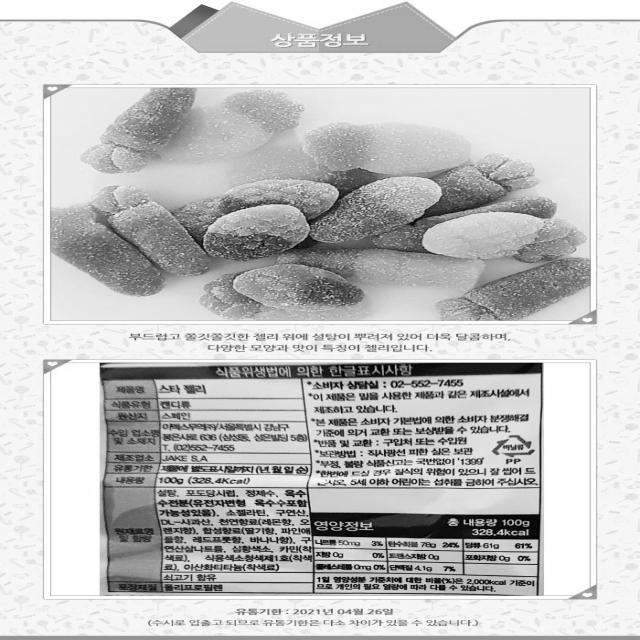 상품정보
부드럽고 쫄깃쫄깃한 젤리 위에 설탕이 뿌려져 있어 더욱 달콤하며,
다양한 모양과 맛이 특징이 젤리입니다.
식품위생법에 의한 한글표시사항
제품명 스타 젤리
식품유형 캔디류
원산지 스페인
수입 업소명 및 소재지
아맥스무역㈜/서울특별시 강남구
봉은사로 636 (삼성동, 삼은빌딩 5층)
T. (02)552-7455
제조업소 JAKE S.A
유통기한 제품에 별도표시일까지 (년 월 일 순)
내용량 100g (328.4Kcal)
원재료명 및 함량
설탕, 포도당시럽, 정제수, 옥수
수전분(유전자변형 옥수수포함
가능성있음), 소젤라틴, 구연산,
DL-사과산, 천연향료(레몬향, 오
렌지향), 합성향료(딸기향, 파인애
플향, 레드프룻향, 바나나향), 구
연산삼나트륨, 심황색소, 카민(착
색료), 식용색소청색제1호(착색
료), 이산화티타늄(착색료)
쇠고기 함유
포장재질 폴리프로필렌
*소비자 상담실 : 02-552-7455
*이 제품은 밀을 사용한 제품과 같은 제조시설에서
제조하고 있습니다.
*본 제품은 소비자 기본법에 의한 소비자 분쟁해결
기준에 의거 교환 또는 보상받을 수 있습니다.
*반품 및 교환 : 구입처 또는 수입원
*보관방법 : 직사광선 피한 실온 보관
*부정, 불량 식품신고는 국번없이 '1399'
*한번에 드실 경우 질식의 위험이 있으니 잘 씹어 드
십시오. 5세 이하 어린이는 섭취를 금하여 주십시오.
비닐류
PP
영양정보
총 내용량 100g
328.4kcal
나트륨 50mg 3% 탄수화물 78g 24% 당류 61g 61%
지방 0g 0% 트랜스지방 0g 포화지방 0g 0%
콜레스테롤 0mg 0% 단백질 4.1g 7%
1일 영양성분 기준치에 대한 비율(%)은 2,000kcal 기준이
므로 개인의 필요 열량에 따라 다를 수 있습니다.
유통기한 : 2021년 04월 26일
(수시로 입출고 되므로 유통기한은 다소 차이가 있을 수 있습니다.)